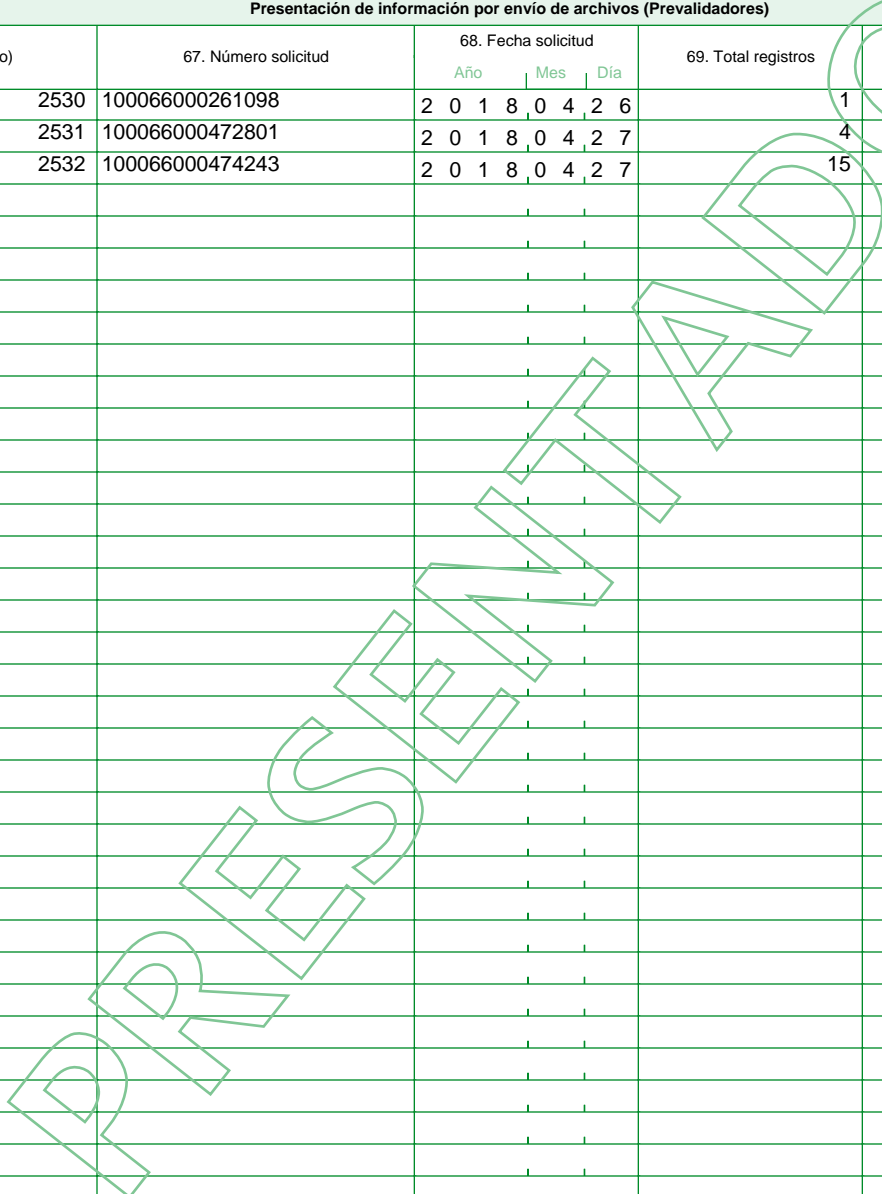 Presentación de información por envío de archivos (Prevalidadores)
o) 67. Número solicitud 68. Fecha solicitud 69. Total registros
Año Mes Día
2530 100066000261098 2 0 1 8 0 4 2 6 1
2531 100066000472801 2 0 1 8 0 4 2 7 4
2532 100066000474243 2 0 1 8 0 4 2 7 15
PRESENTADO